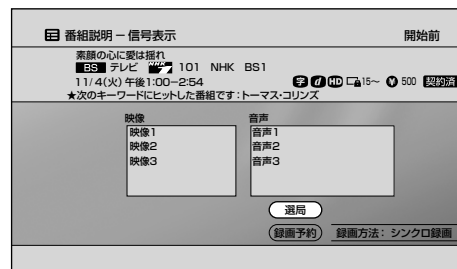 番組説明 － 信号表示 開始前
素顔の心に愛は揺れ
BS テレビ 101 NHK BS1
11/4(火) 午後1:00−2:54 字 d HD 15〜 ¥ 500 契約済
★次のキーワードにヒットした番組です：トーマス・コリンズ
映像 音声
映像1 音声1
映像2 音声2
映像3 音声3
選局
録画予約 録画方法： シンクロ録画